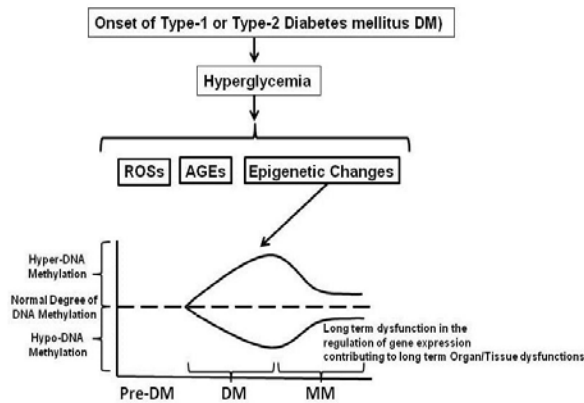 Onset of Type-1 or Type-2 Diabetes mellitus DM)
Hyperglycemia
ROSs
AGEs
Epigenetic Changes
Hyper-DNA
Methylation
Normal Degree of
DNA Methylation
Hypo-DNA
Methylation
Long term dysfunction in the
regulation of gene expression
contributing to long term Organ/Tissue dysfunctions
Pre-DM
DM
MM